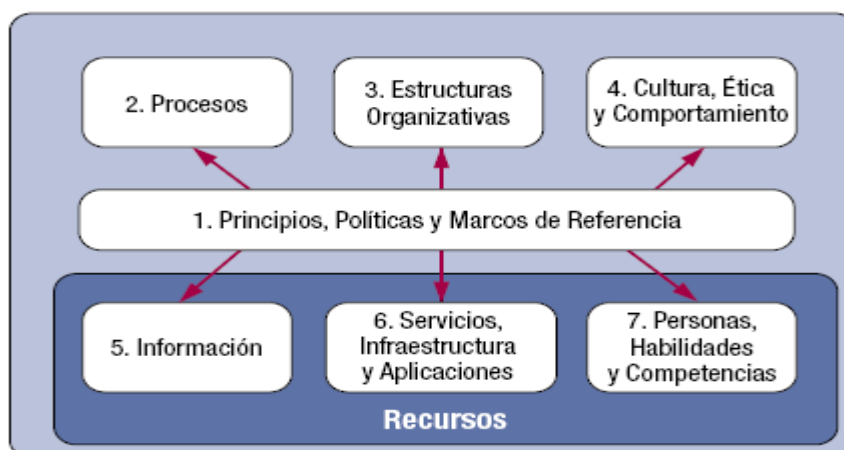 2. Procesos
3. Estructuras
Organizativas
4. Cultura, Ética
y Comportamiento
1. Principios, Políticas y Marcos de Referencia
5. Información
6. Servicios,
Infraestructura
y Aplicaciones
7. Personas,
Habilidades
y Competencias
Recursos